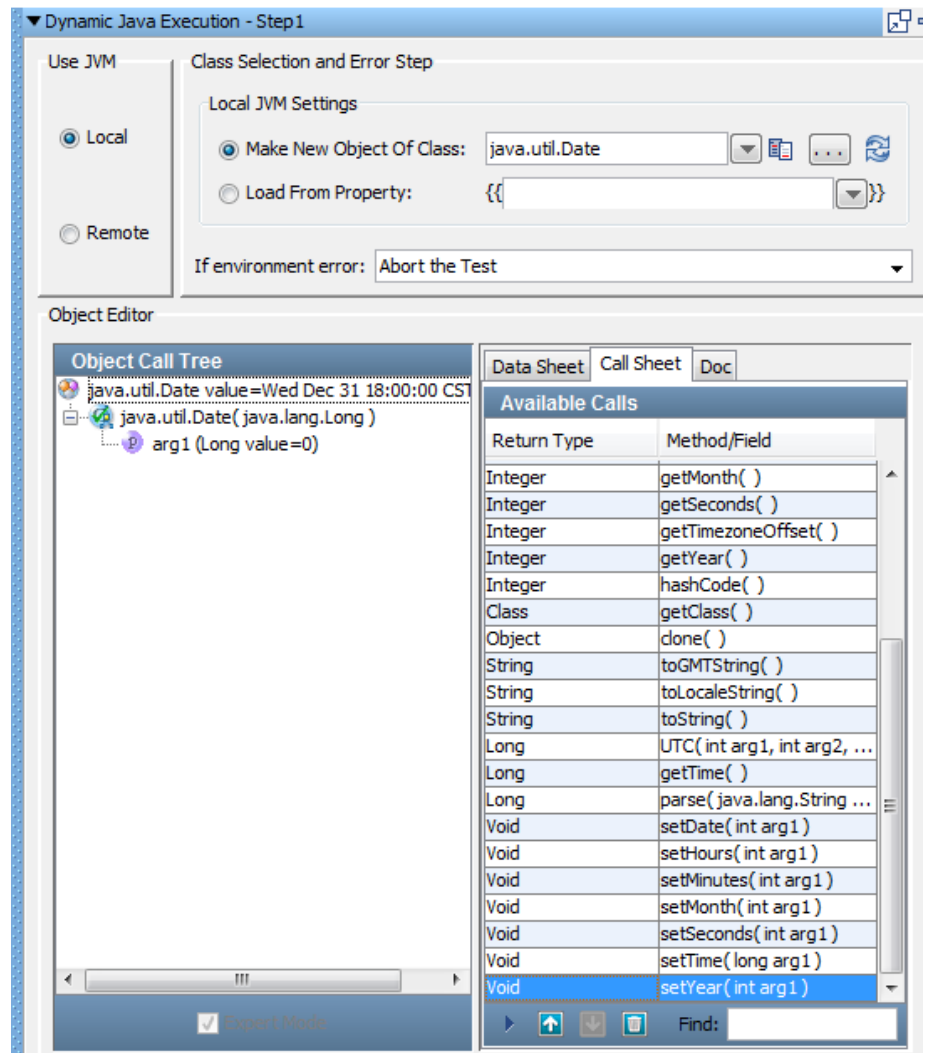 Dynamic Java Execution - Step1
Use JVM
Class Selection and Error Step
Local JVM Settings
Local
Make New Object Of Class: java.util.Date ...
Load From Property: {{ }}
Remote
If environment error: Abort the Test
Object Editor
Object Call Tree
java.util.Date value=Wed Dec 31 18:00:00 CST
java.util.Date( java.lang.Long )
arg1 (Long value=0)
Data Sheet Call Sheet Doc
Available Calls
Return Type Method/Field
Integer getMonth( )
Integer getSeconds( )
Integer getTimezoneOffset( )
Integer getYear( )
Integer hashCode( )
Class getClass( )
Object clone( )
String toGMTString( )
String toLocaleString( )
String toString( )
Long UTC( int arg1, int arg2, ...
Long getTime( )
Long parse( java.lang.String ...
Void setDate( int arg1 )
Void setHours( int arg1 )
Void setMinutes( int arg1 )
Void setMonth( int arg1 )
Void setSeconds( int arg1 )
Void setTime( long arg1 )
Void setYear( int arg1 )
Expert Mode
Find: